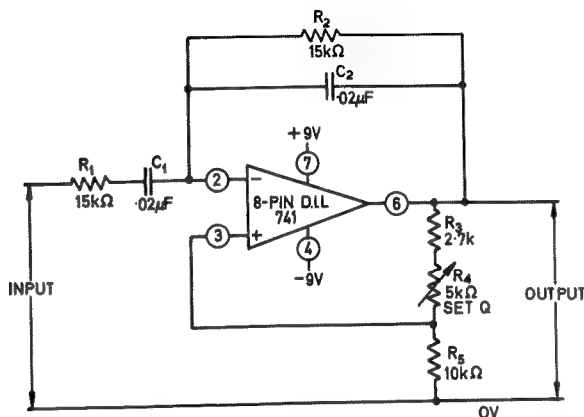 R2
15kΩ
C2
·02µF
+9V
R1
15kΩ
C1
·02µF
2
−
7
8-PIN D.I.L
741
6
3
+
4
−9V
R3
2·7k
R4
5kΩ
SET Q
INPUT
OUTPUT
R5
10kΩ
OV